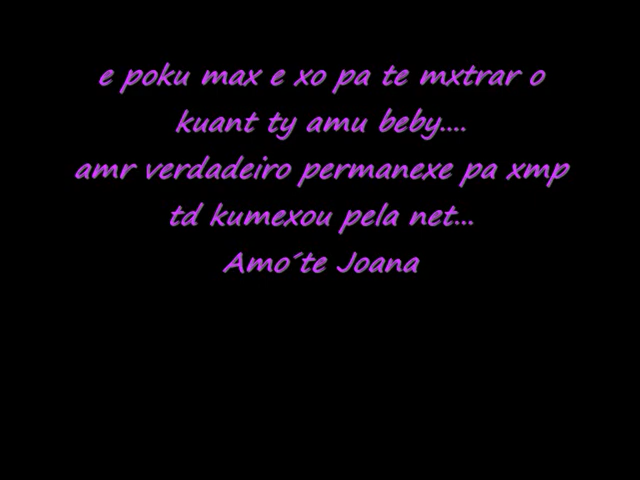 e poku max e xo pa te mxtrar o
kuant ty amu beby....
amr verdadeiro permanexe pa xmp
td kumexou pela net...
Amo´te Joana